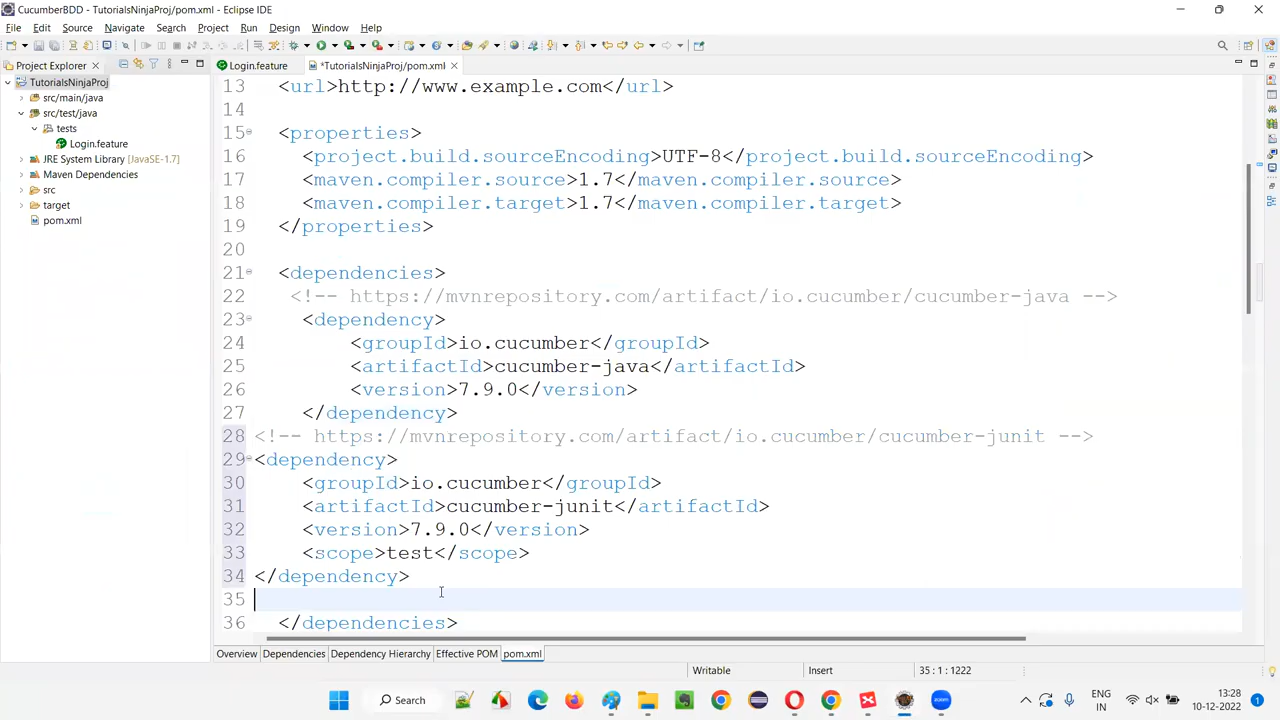 CucumberBDD - TutorialsNinjaProj/pom.xml - Eclipse IDE
File Edit Source Navigate Search Project Run Design Window Help
Project Explorer
Login.feature
*TutorialsNinjaProj/pom.xml
TutorialsNinjaProj
src/main/java
src/test/java
tests
Login.feature
JRE System Library [JavaSE-1.7]
Maven Dependencies
src
target
pom.xml
13 <url>http://www.example.com</url>
14
15 <properties>
16 <project.build.sourceEncoding>UTF-8</project.build.sourceEncoding>
17 <maven.compiler.source>1.7</maven.compiler.source>
18 <maven.compiler.target>1.7</maven.compiler.target>
19 </properties>
20
21 <dependencies>
22 <!-- https://mvnrepository.com/artifact/io.cucumber/cucumber-java -->
23 <dependency>
24 <groupId>io.cucumber</groupId>
25 <artifactId>cucumber-java</artifactId>
26 <version>7.9.0</version>
27 </dependency>
28 <!-- https://mvnrepository.com/artifact/io.cucumber/cucumber-junit -->
29 <dependency>
30 <groupId>io.cucumber</groupId>
31 <artifactId>cucumber-junit</artifactId>
32 <version>7.9.0</version>
33 <scope>test</scope>
34 </dependency>
35
36 </dependencies>
Overview Dependencies Dependency Hierarchy Effective POM pom.xml
Writable Insert 35 : 1 : 1222
Search
ENG
IN
13:28
10-12-2022
1